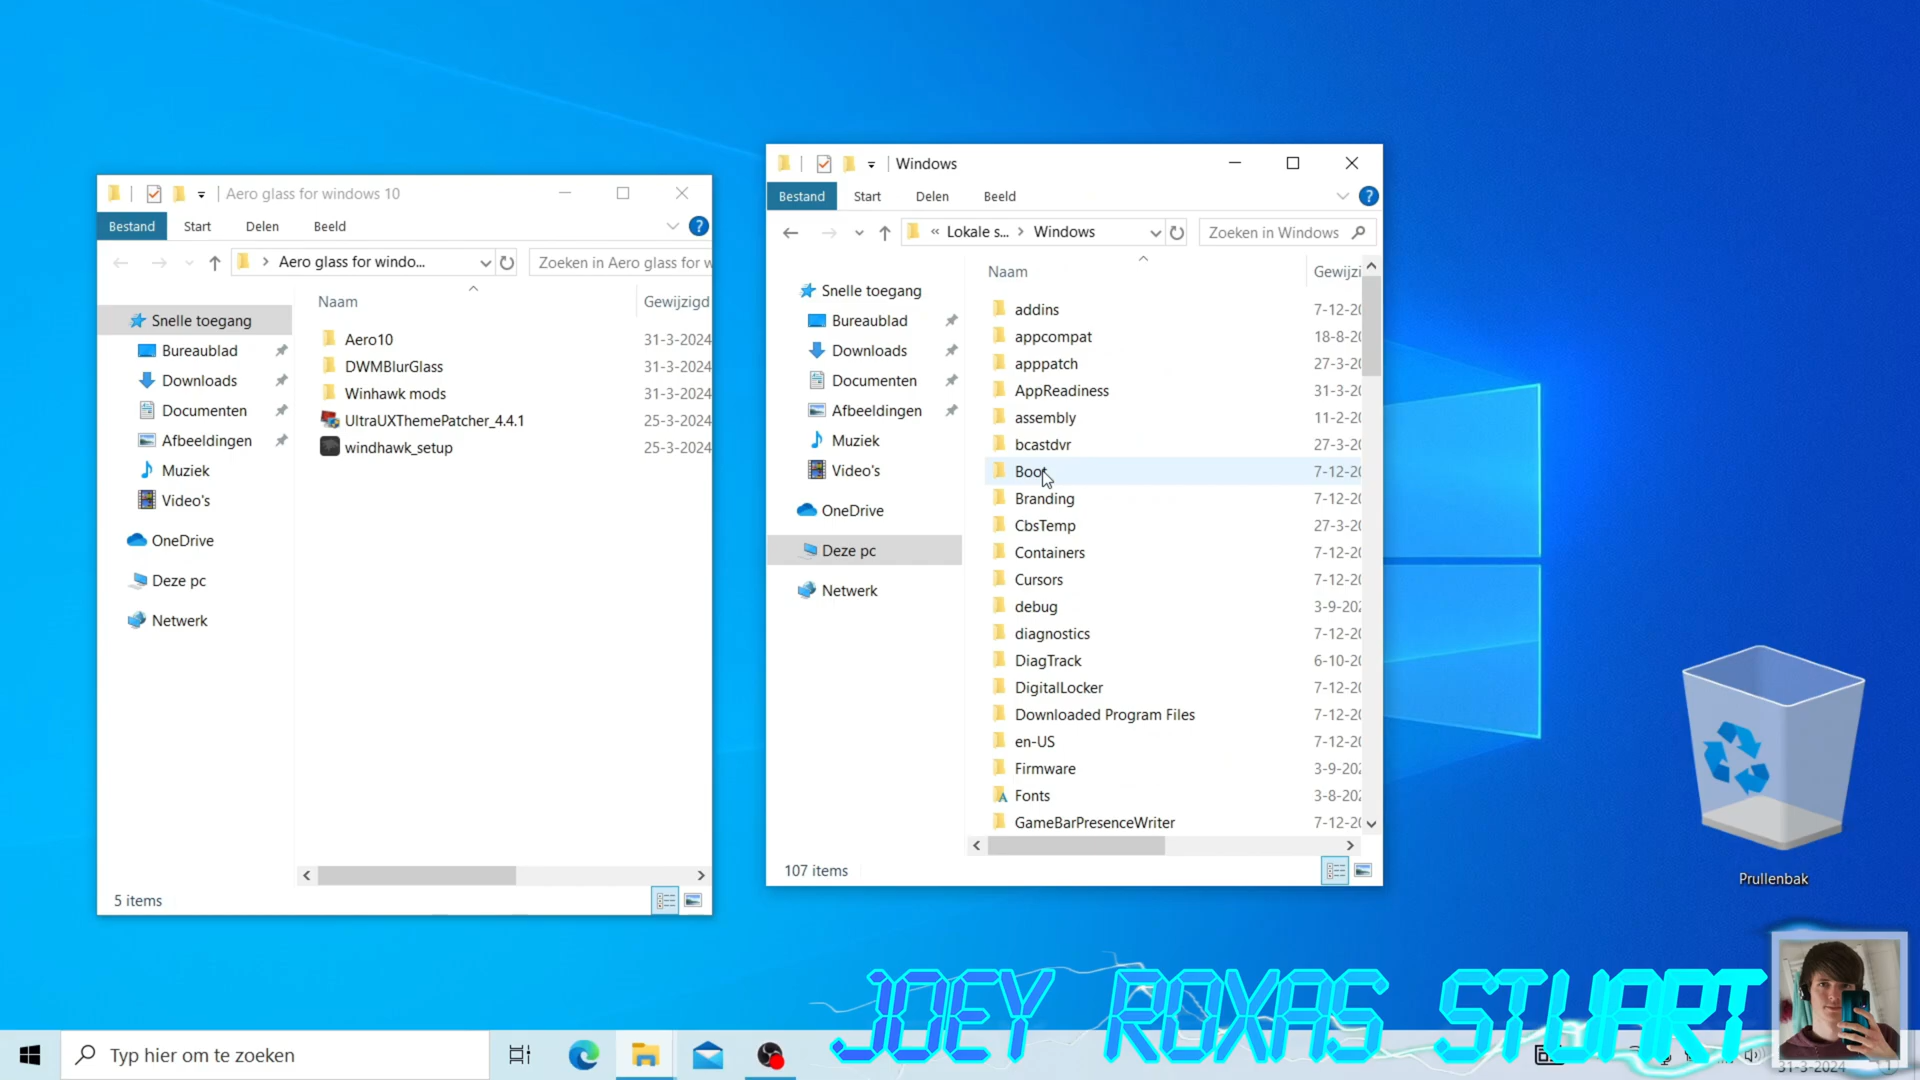 Aero glass for windows 10
Bestand Start Delen Beeld
Aero glass for windo...
Zoeken in Aero glass for w
Naam Gewijzigd
Snelle toegang
Bureaublad
Downloads
Documenten
Afbeeldingen
Muziek
Video's
OneDrive
Deze pc
Netwerk
Aero10 31-3-2024
DWMBlurGlass 31-3-2024
Winhawk mods 31-3-2024
UltraUXThemePatcher_4.4.1 25-3-2024
windhawk_setup 25-3-2024
5 items
Windows
Bestand Start Delen Beeld
« Lokale s... Windows
Zoeken in Windows
Naam Gewijzi
Snelle toegang
Bureaublad
Downloads
Documenten
Afbeeldingen
Muziek
Video's
OneDrive
Deze pc
Netwerk
addins 7-12-20
appcompat 18-8-20
apppatch 27-3-20
AppReadiness 31-3-20
assembly 11-2-20
bcastdvr 27-3-20
Boot 7-12-20
Branding 7-12-20
CbsTemp 27-3-20
Containers 7-12-20
Cursors 7-12-20
debug 3-9-202
diagnostics 7-12-20
DiagTrack 6-10-20
DigitalLocker 7-12-20
Downloaded Program Files 7-12-20
en-US 7-12-20
Firmware 3-9-202
Fonts 3-8-202
GameBarPresenceWriter 7-12-20
107 items
Prullenbak
JOEY ROXAS STUART
Typ hier om te zoeken
31-3-2024